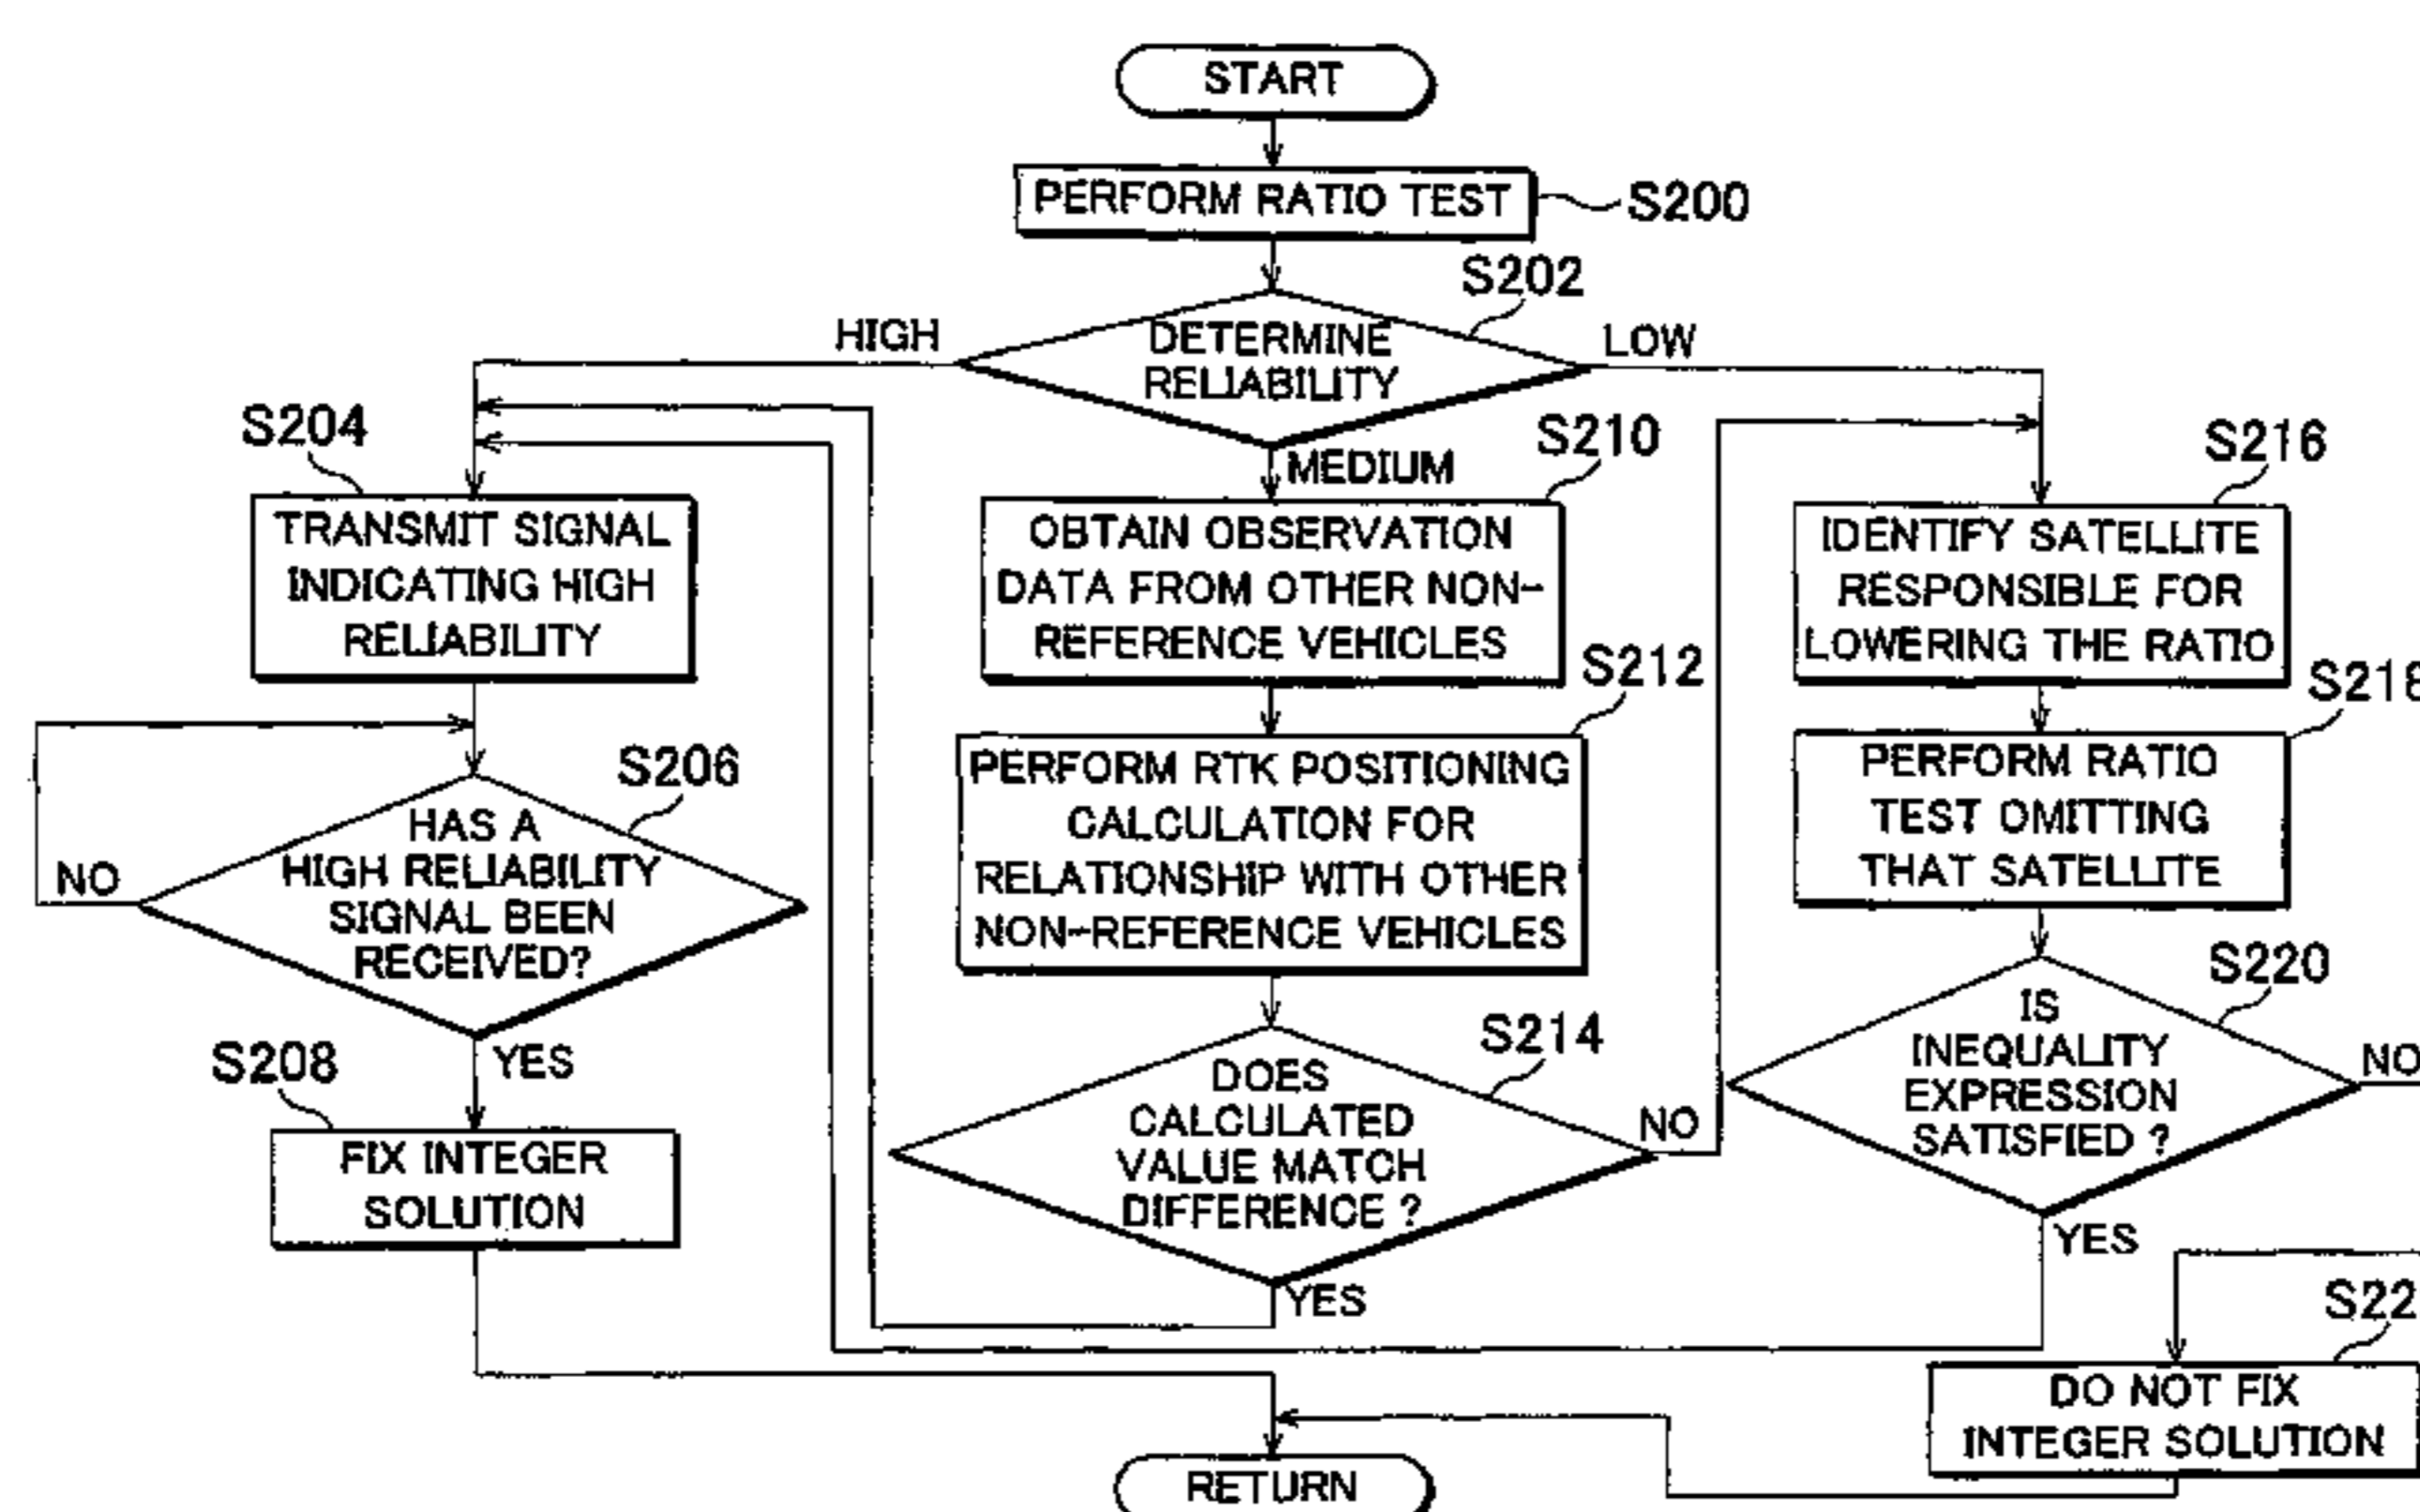 START
PERFORM RATIO TEST
S200
S202
HIGH
DETERMINE
RELIABILITY
LOW
MEDIUM
S204
TRANSMIT SIGNAL
INDICATING HIGH
RELIABILITY
S210
OBTAIN OBSERVATION
DATA FROM OTHER NON-
REFERENCE VEHICLES
S216
IDENTIFY SATELLITE
RESPONSIBLE FOR
LOWERING THE RATIO
S206
HAS A
HIGH RELIABILITY
SIGNAL BEEN
RECEIVED?
NO
YES
S212
PERFORM RTK POSITIONING
CALCULATION FOR
RELATIONSHIP WITH OTHER
NON-REFERENCE VEHICLES
S218
PERFORM RATIO
TEST OMITTING
THAT SATELLITE
S208
FIX INTEGER
SOLUTION
S214
DOES
CALCULATED
VALUE MATCH
DIFFERENCE ?
NO
YES
S220
IS
INEQUALITY
EXPRESSION
SATISFIED ?
NO
YES
S22
DO NOT FIX
INTEGER SOLUTION
RETURN